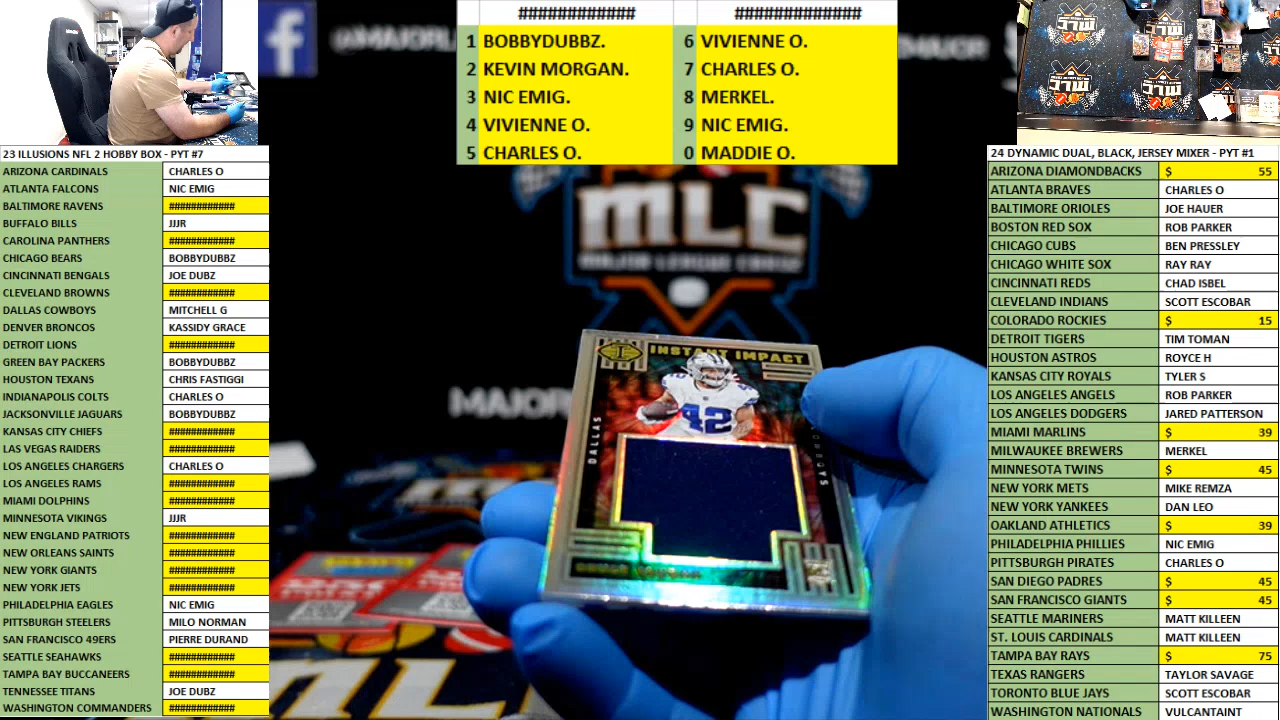 ############ ############
1 BOBBYDUBBZ. 6 VIVIENNE O.
2 KEVIN MORGAN. 7 CHARLES O.
3 NIC EMIG. 8 MERKEL.
4 VIVIENNE O. 9 NIC EMIG.
5 CHARLES O. 0 MADDIE O.
23 ILLUSIONS NFL 2 HOBBY BOX - PYT #7
ARIZONA CARDINALS CHARLES O
ATLANTA FALCONS NIC EMIG
BALTIMORE RAVENS ############
BUFFALO BILLS JJJR
CAROLINA PANTHERS ############
CHICAGO BEARS BOBBYDUBBZ
CINCINNATI BENGALS JOE DUBZ
CLEVELAND BROWNS ############
DALLAS COWBOYS MITCHELL G
DENVER BRONCOS KASSIDY GRACE
DETROIT LIONS ############
GREEN BAY PACKERS BOBBYDUBBZ
HOUSTON TEXANS CHRIS FASTIGGI
INDIANAPOLIS COLTS CHARLES O
JACKSONVILLE JAGUARS BOBBYDUBBZ
KANSAS CITY CHIEFS ############
LAS VEGAS RAIDERS ############
LOS ANGELES CHARGERS CHARLES O
LOS ANGELES RAMS ############
MIAMI DOLPHINS ############
MINNESOTA VIKINGS JJJR
NEW ENGLAND PATRIOTS ############
NEW ORLEANS SAINTS ############
NEW YORK GIANTS ############
NEW YORK JETS ############
PHILADELPHIA EAGLES NIC EMIG
PITTSBURGH STEELERS MILO NORMAN
SAN FRANCISCO 49ERS PIERRE DURAND
SEATTLE SEAHAWKS ############
TAMPA BAY BUCCANEERS ############
TENNESSEE TITANS JOE DUBZ
WASHINGTON COMMANDERS ############
MLC
MAJOR LEAGUE
INSTANT IMPACT
42
DALLAS
24 DYNAMIC DUAL, BLACK, JERSEY MIXER - PYT #1
ARIZONA DIAMONDBACKS $ 55
ATLANTA BRAVES CHARLES O
BALTIMORE ORIOLES JOE HAUER
BOSTON RED SOX ROB PARKER
CHICAGO CUBS BEN PRESSLEY
CHICAGO WHITE SOX RAY RAY
CINCINNATI REDS CHAD ISBEL
CLEVELAND INDIANS SCOTT ESCOBAR
COLORADO ROCKIES $ 15
DETROIT TIGERS TIM TOMAN
HOUSTON ASTROS ROYCE H
KANSAS CITY ROYALS TYLER S
LOS ANGELES ANGELS ROB PARKER
LOS ANGELES DODGERS JARED PATTERSON
MIAMI MARLINS $ 39
MILWAUKEE BREWERS MERKEL
MINNESOTA TWINS $ 45
NEW YORK METS MIKE REMZA
NEW YORK YANKEES DAN LEO
OAKLAND ATHLETICS $ 39
PHILADELPHIA PHILLIES NIC EMIG
PITTSBURGH PIRATES CHARLES O
SAN DIEGO PADRES $ 45
SAN FRANCISCO GIANTS $ 45
SEATTLE MARINERS MATT KILLEEN
ST. LOUIS CARDINALS MATT KILLEEN
TAMPA BAY RAYS $ 75
TEXAS RANGERS TAYLOR SAVAGE
TORONTO BLUE JAYS SCOTT ESCOBAR
WASHINGTON NATIONALS VULCANTAINT